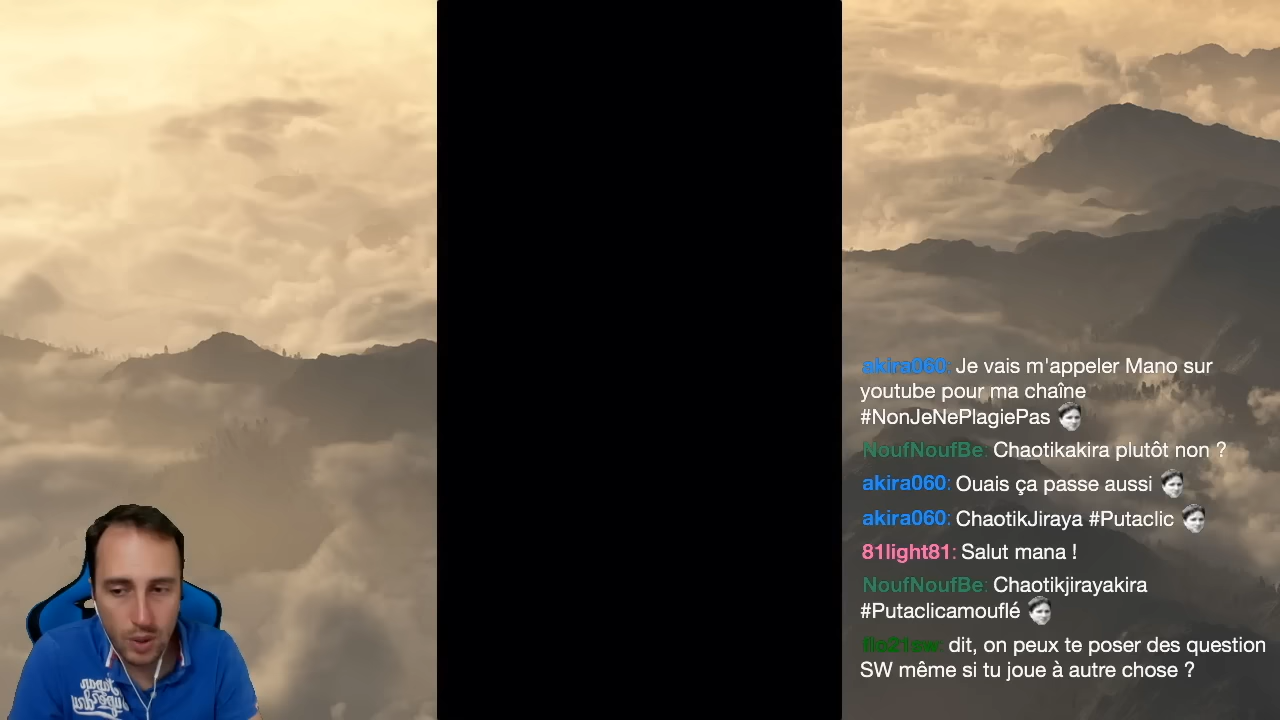 akira060: Je vais m'appeler Mano sur
youtube pour ma chaîne
#NonJeNePlagiePas
NoufNoufBe: Chaotikakira plutôt non ?
akira060: Ouais ça passe aussi
akira060: ChaotikJiraya #Putaclic
81light81: Salut mana !
NoufNoufBe: Chaotikjirayakira
#Putaclicamouflé
dit, on peux te poser des question
SW même si tu joue à autre chose ?
Japan